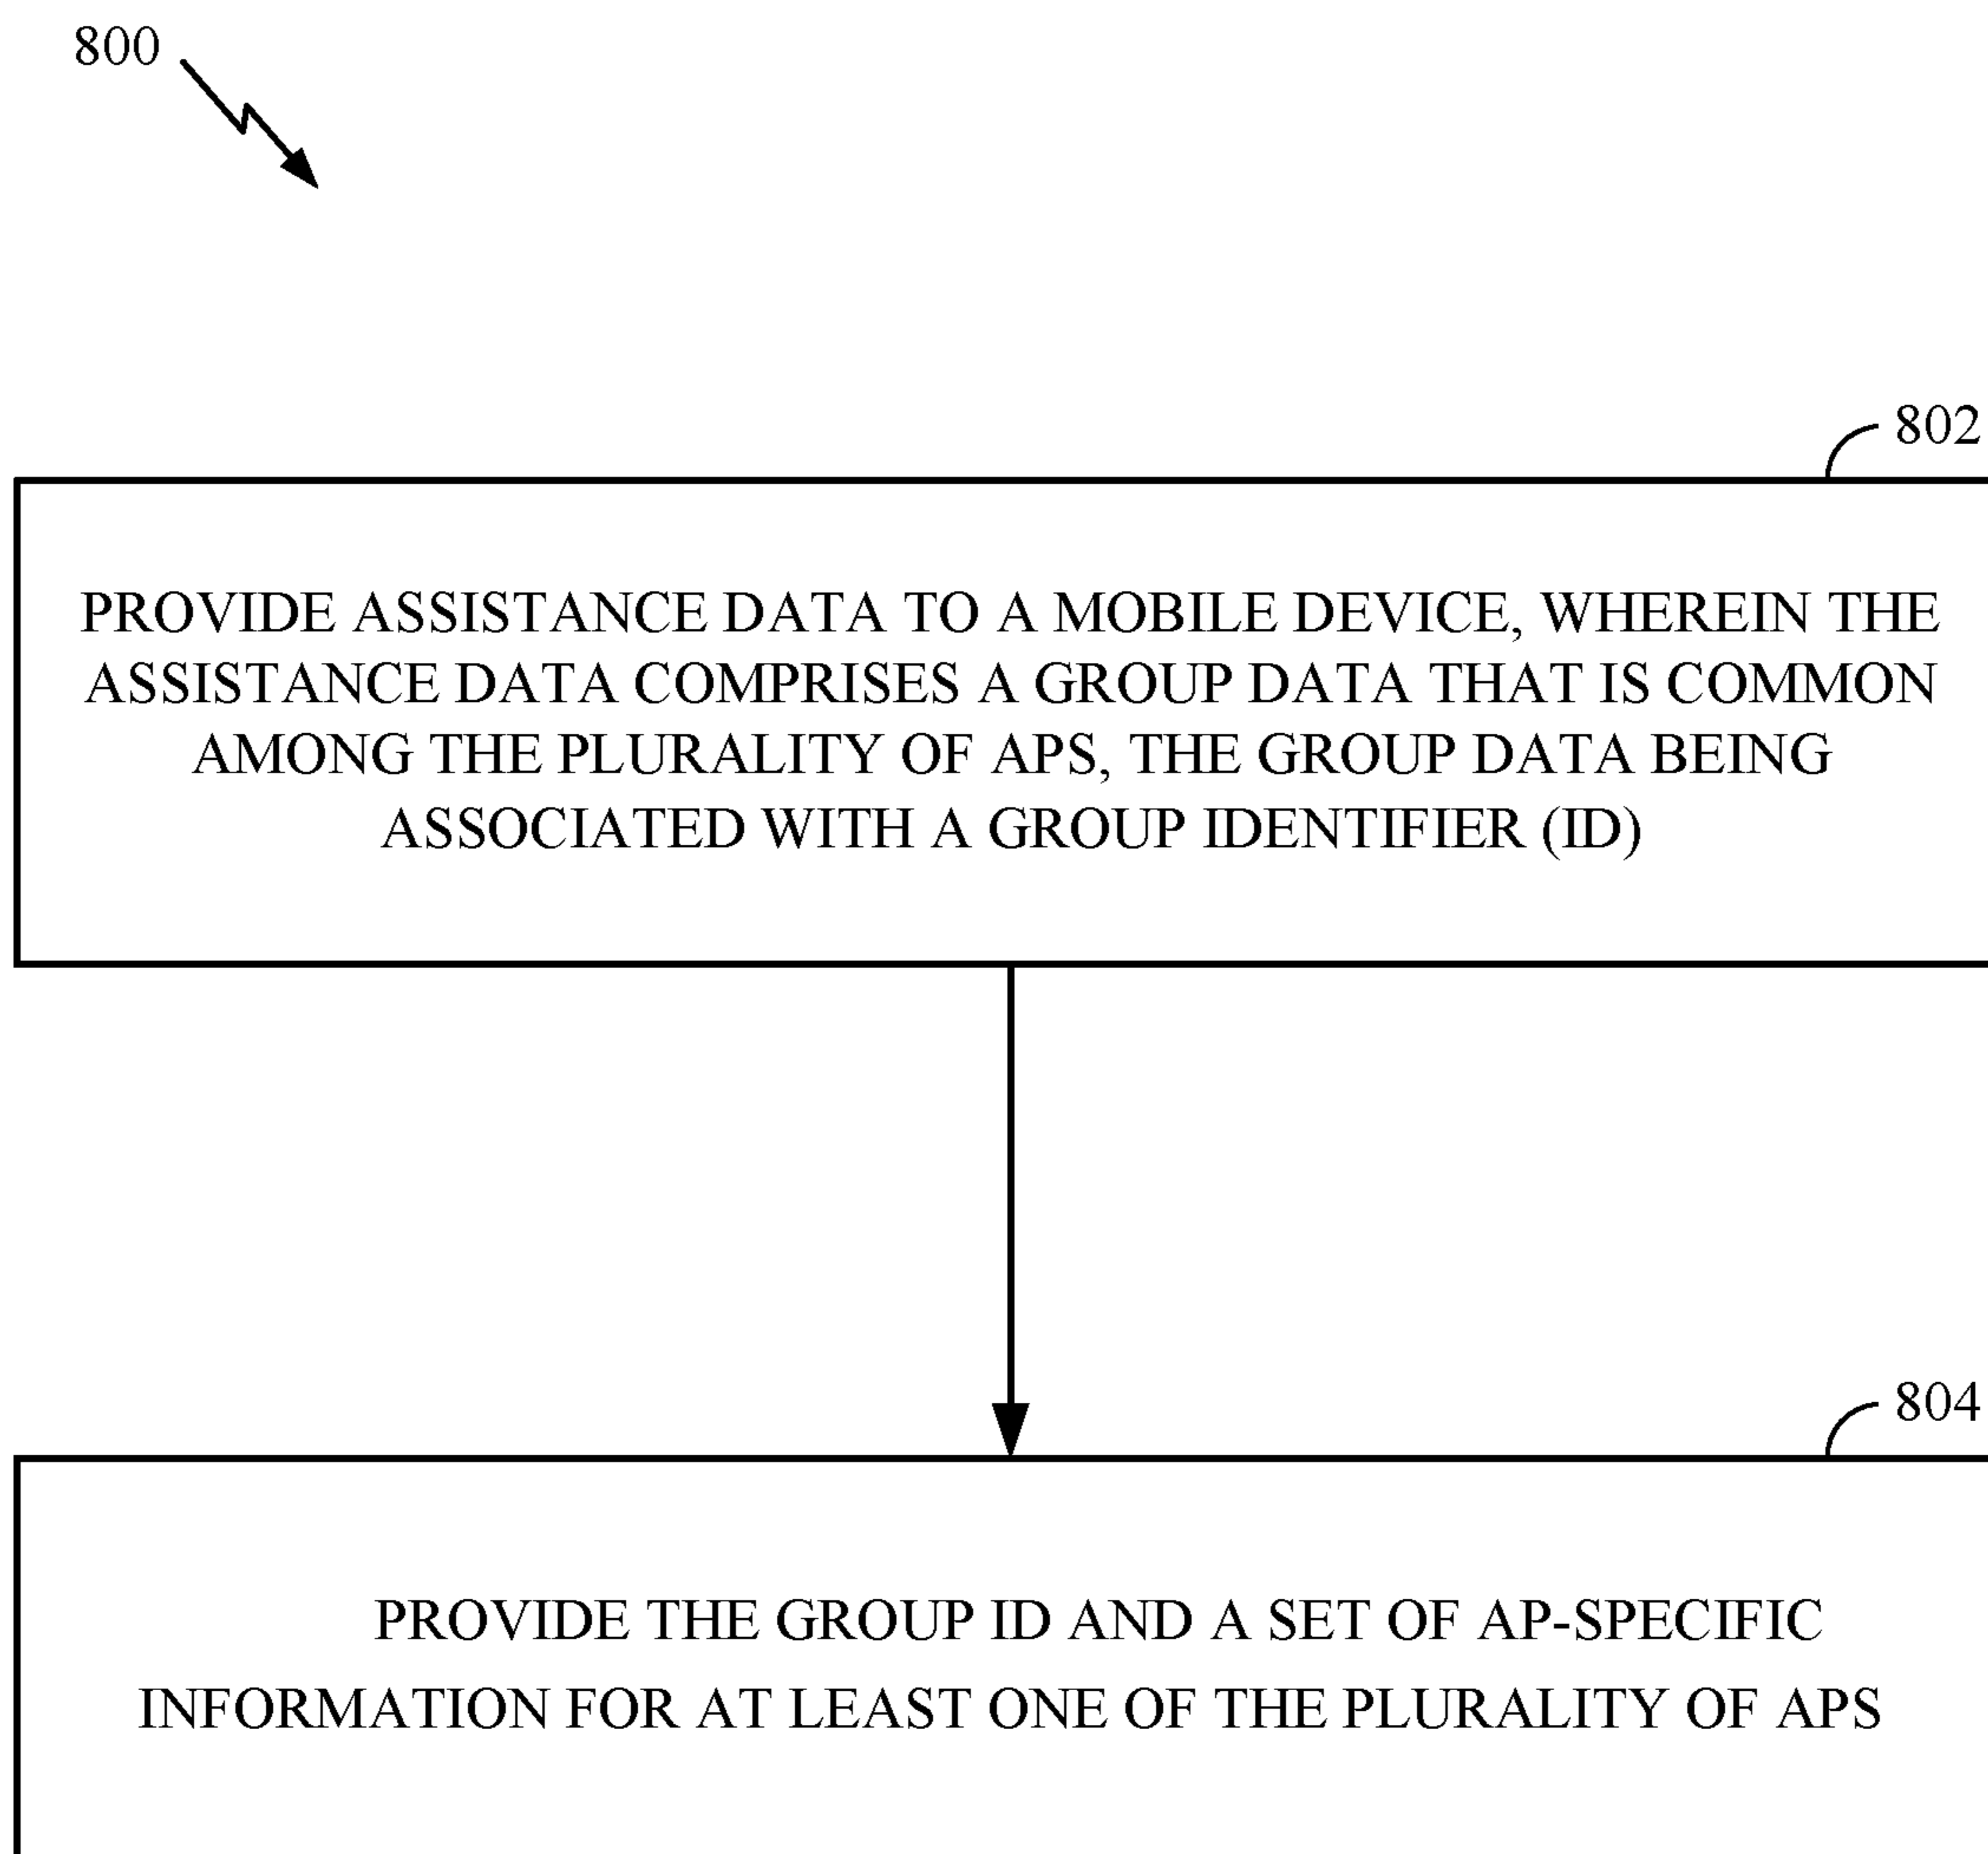 800
802
PROVIDE ASSISTANCE DATA TO A MOBILE DEVICE, WHEREIN THE
ASSISTANCE DATA COMPRISES A GROUP DATA THAT IS COMMON
AMONG THE PLURALITY OF APS, THE GROUP DATA BEING
ASSOCIATED WITH A GROUP IDENTIFIER (ID)
804
PROVIDE THE GROUP ID AND A SET OF AP-SPECIFIC
INFORMATION FOR AT LEAST ONE OF THE PLURALITY OF APS